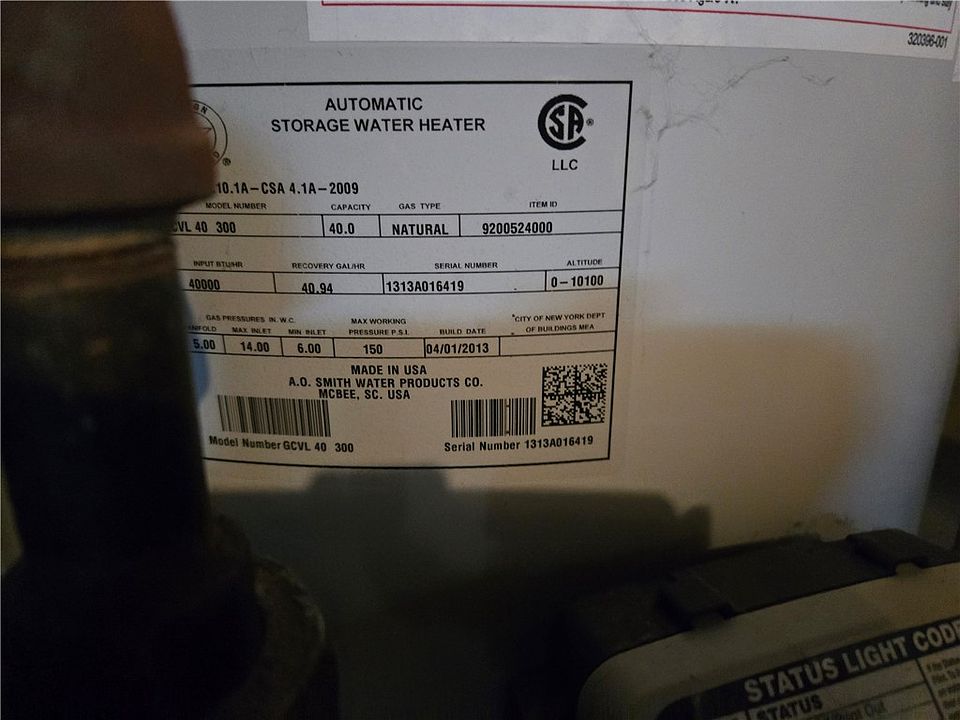 320396-001
AUTOMATIC
STORAGE WATER HEATER
CSA®
LLC
10.1A-CSA 4.1A-2009
MODEL NUMBER CAPACITY GAS TYPE ITEM ID
CVL 40 300 40.0 NATURAL 9200524000
INPUT BTU/HR RECOVERY GAL/HR SERIAL NUMBER ALTITUDE
40000 40.94 1313A016419 0-10100
GAS PRESSURES IN. W.C. MAX WORKING *CITY OF NEW YORK DEPT
MAX. INLET MIN INLET PRESSURE P.S.I. BUILD DATE OF BUILDINGS MEA
5.00 14.00 6.00 150 04/01/2013
MADE IN USA
A.O. SMITH WATER PRODUCTS CO.
MCBEE, SC. USA
Model Number GCVL 40 300 Serial Number 1313A016419
STATUS LIGHT CODE
STATUS
Out